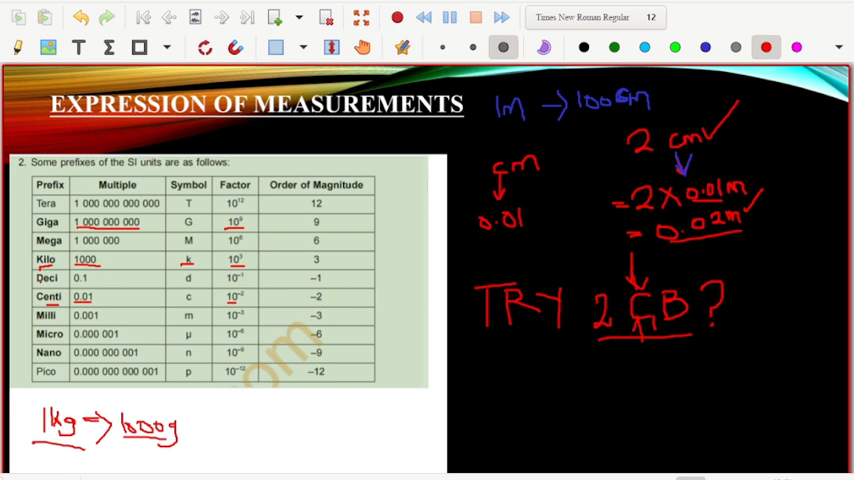 Times New Roman Regular 12
EXPRESSION OF MEASUREMENTS
2. Some prefixes of the SI units are as follows:
Prefix Multiple Symbol Factor Order of Magnitude
Tera 1 000 000 000 000 T 10¹² 12
Giga 1 000 000 000 G 10⁹ 9
Mega 1 000 000 M 10⁶ 6
Kilo 1000 k 10³ 3
Deci 0.1 d 10⁻¹ –1
Centi 0.01 c 10⁻² –2
Milli 0.001 m 10⁻³ –3
Micro 0.000 001 μ 10⁻⁶ –6
Nano 0.000 000 001 n 10⁻⁹ –9
Pico 0.000 000 000 001 p 10⁻¹² –12
om
1kg → 1000g
1m → 100cm
2 cm
cm
0.01
= 2 × 0.01m
= 0.02m
TRY 2 GB ?